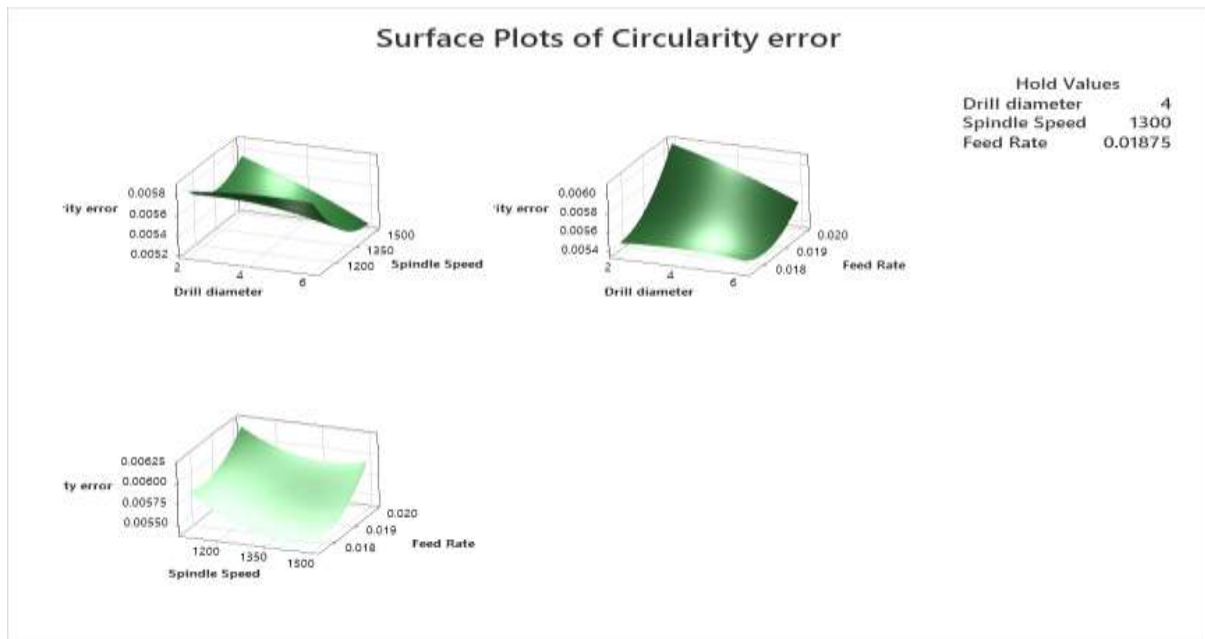 Surface Plots of Circularity error
Hold Values
Drill diameter 4
Spindle Speed 1300
Feed Rate 0.01875
0.0058
0.0056
0.0054
0.0052
ity error
2
4
6
Drill diameter
1200
1350
1500
Spindle Speed
0.0060
0.0058
0.0056
0.0054
ity error
2
4
6
Drill diameter
0.018
0.019
0.020
Feed Rate
0.00625
0.00600
0.00575
0.00550
ty error
1200
1350
1500
Spindle Speed
0.018
0.019
0.020
Feed Rate